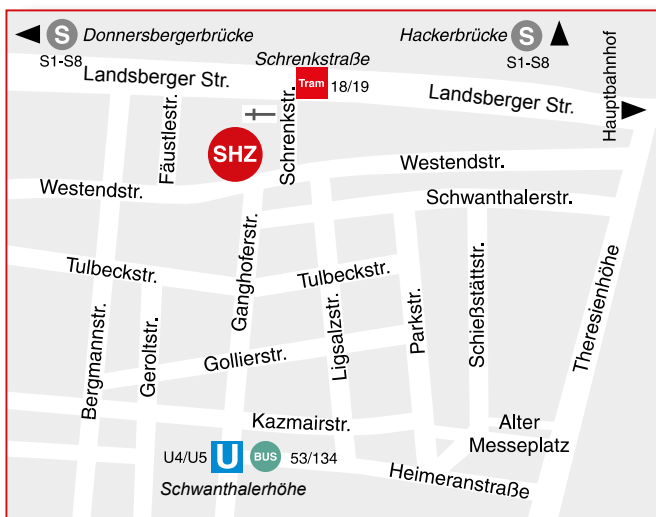 S Donnersbergerbrücke
S1-S8
Hackerbrücke S
S1-S8
Schrenkstraße
Tram 18/19
Landsberger Str.
Landsberger Str.
Hauptbahnhof
Fäustlestr.
SHZ
Schrenkstr.
Westendstr.
Westendstr.
Schwanthalerstr.
Ganghoferstr.
Tulbeckstr.
Tulbeckstr.
Theresienhöhe
Bergmannstr.
Geroltstr.
Gollierstr.
Ligsalzstr.
Parkstr.
Schießstättstr.
Kazmairstr.
Alter
Messeplatz
U4/U5 U BUS 53/134
Schwanthalerhöhe
Heimeranstraße